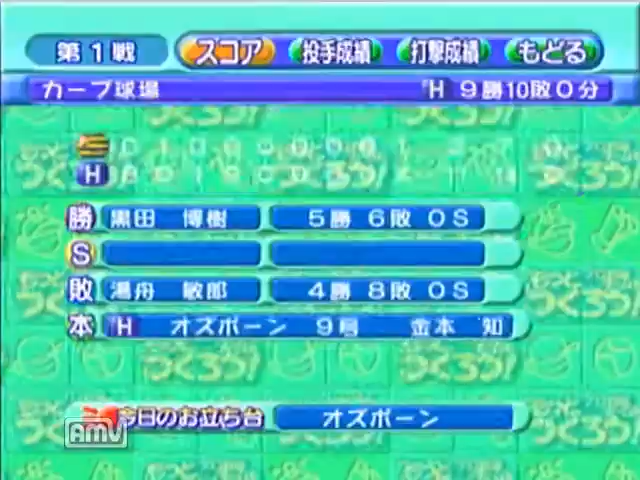 第1戦 スコア 投手成績 打撃成績 もどる
カープ球場 H 9勝10敗0分
H
勝 黒田 博樹 5勝 6敗 0S
S
敗 湯舟 敏郎 4勝 8敗 0S
本 H オズボーン 9号 金本 知
今日のお立ち台 オズボーン
AMV